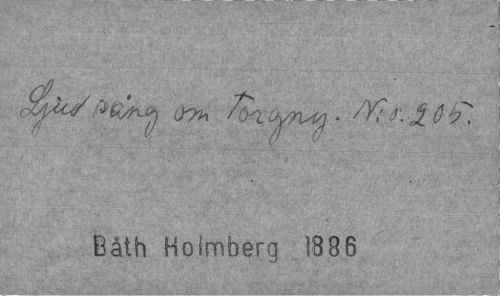 Ljud sång om Torgny. N:o. 205.
Båth Holmberg 1886